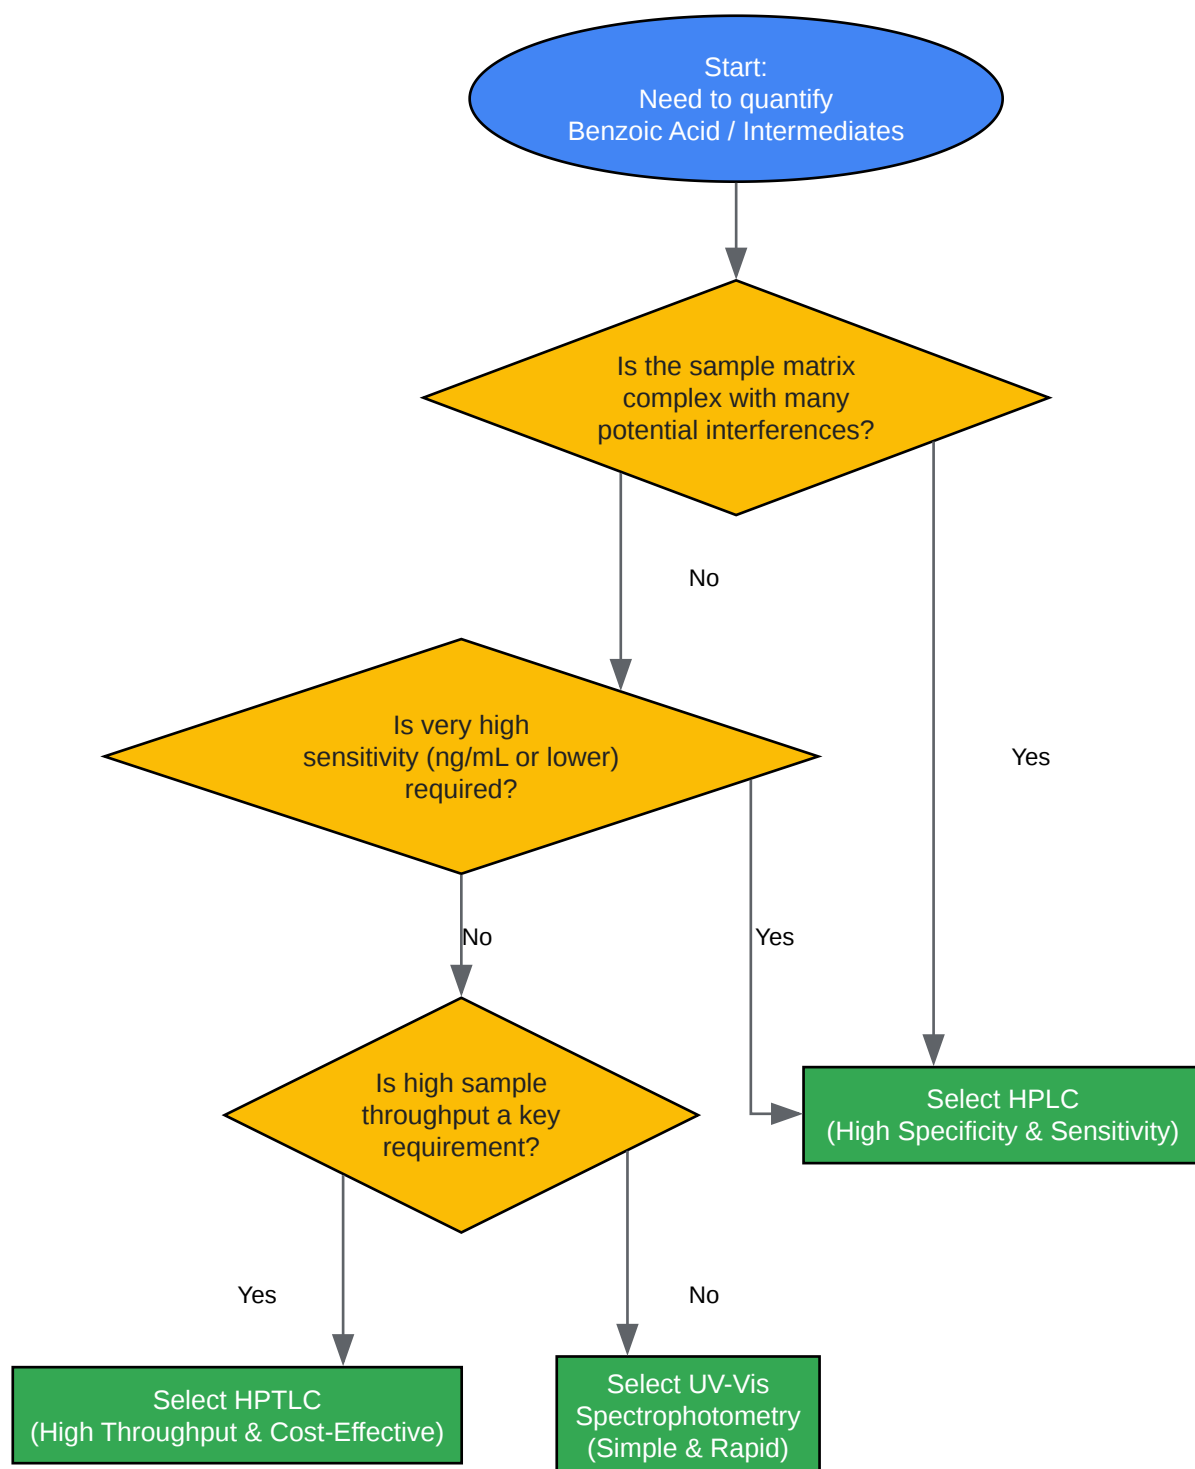 Start:
Need to quantify
Benzoic Acid / Intermediates
Is the sample matrix
complex with many
potential interferences?
No
Yes
Is very high
sensitivity (ng/mL or lower)
required?
No
Yes
Is high sample
throughput a key
requirement?
Select HPLC
(High Specificity & Sensitivity)
Yes
No
Select HPTLC
(High Throughput & Cost-Effective)
Select UV-Vis
Spectrophotometry
(Simple & Rapid)